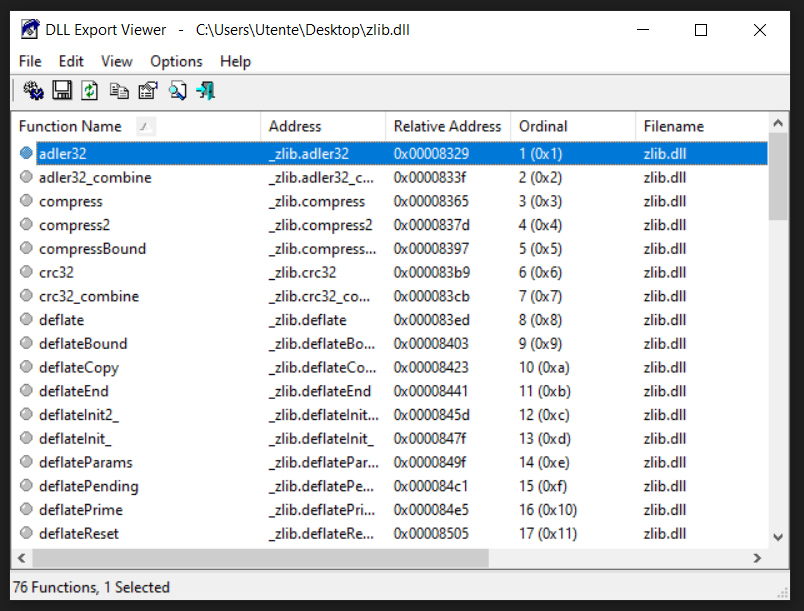 DLL Export Viewer - C:\Users\Utente\Desktop\zlib.dll
File Edit View Options Help
Function Name Address Relative Address Ordinal Filename
adler32 _zlib.adler32 0x00008329 1 (0x1) zlib.dll
adler32_combine _zlib.adler32_c... 0x0000833f 2 (0x2) zlib.dll
compress _zlib.compress 0x00008365 3 (0x3) zlib.dll
compress2 _zlib.compress2 0x0000837d 4 (0x4) zlib.dll
compressBound _zlib.compress... 0x00008397 5 (0x5) zlib.dll
crc32 _zlib.crc32 0x000083b9 6 (0x6) zlib.dll
crc32_combine _zlib.crc32_co... 0x000083cb 7 (0x7) zlib.dll
deflate _zlib.deflate 0x000083ed 8 (0x8) zlib.dll
deflateBound _zlib.deflateBo... 0x00008403 9 (0x9) zlib.dll
deflateCopy _zlib.deflateCo... 0x00008423 10 (0xa) zlib.dll
deflateEnd _zlib.deflateEnd 0x00008441 11 (0xb) zlib.dll
deflateInit2_ _zlib.deflateInit... 0x0000845d 12 (0xc) zlib.dll
deflateInit_ _zlib.deflateInit_ 0x0000847f 13 (0xd) zlib.dll
deflateParams _zlib.deflatePar... 0x0000849f 14 (0xe) zlib.dll
deflatePending _zlib.deflatePe... 0x000084c1 15 (0xf) zlib.dll
deflatePrime _zlib.deflatePri... 0x000084e5 16 (0x10) zlib.dll
deflateReset _zlib.deflateRe... 0x00008505 17 (0x11) zlib.dll
76 Functions, 1 Selected